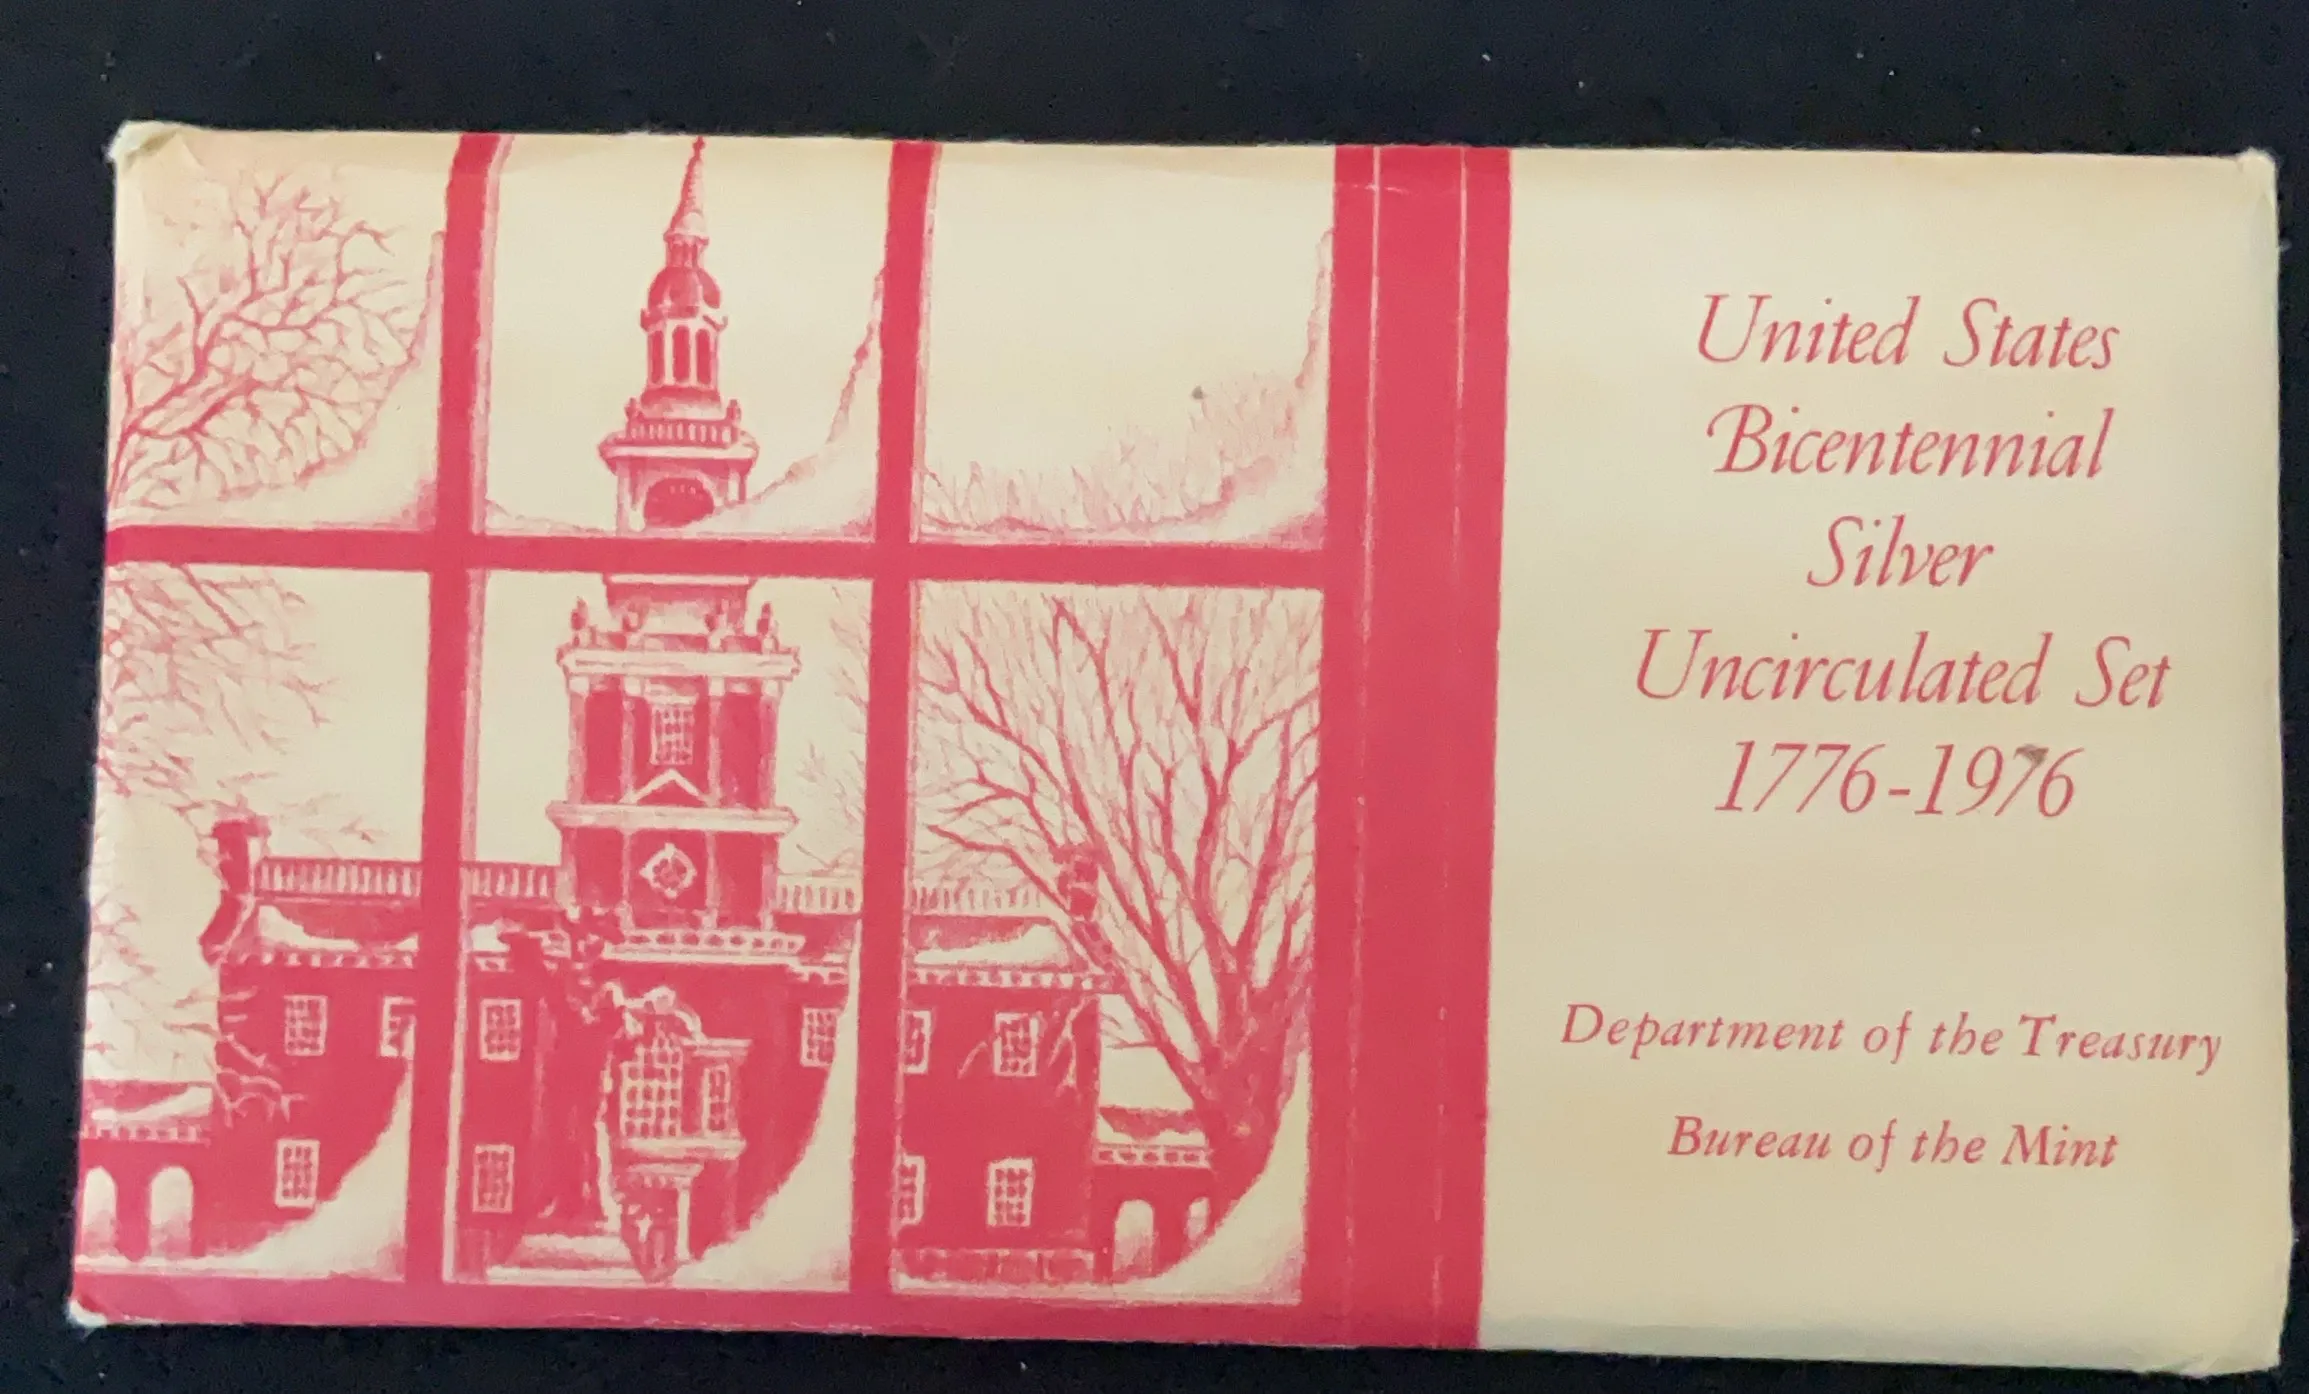 United States
Bicentennial
Silver
Uncirculated Set
1776-1976
Department of the Treasury
Bureau of the Mint